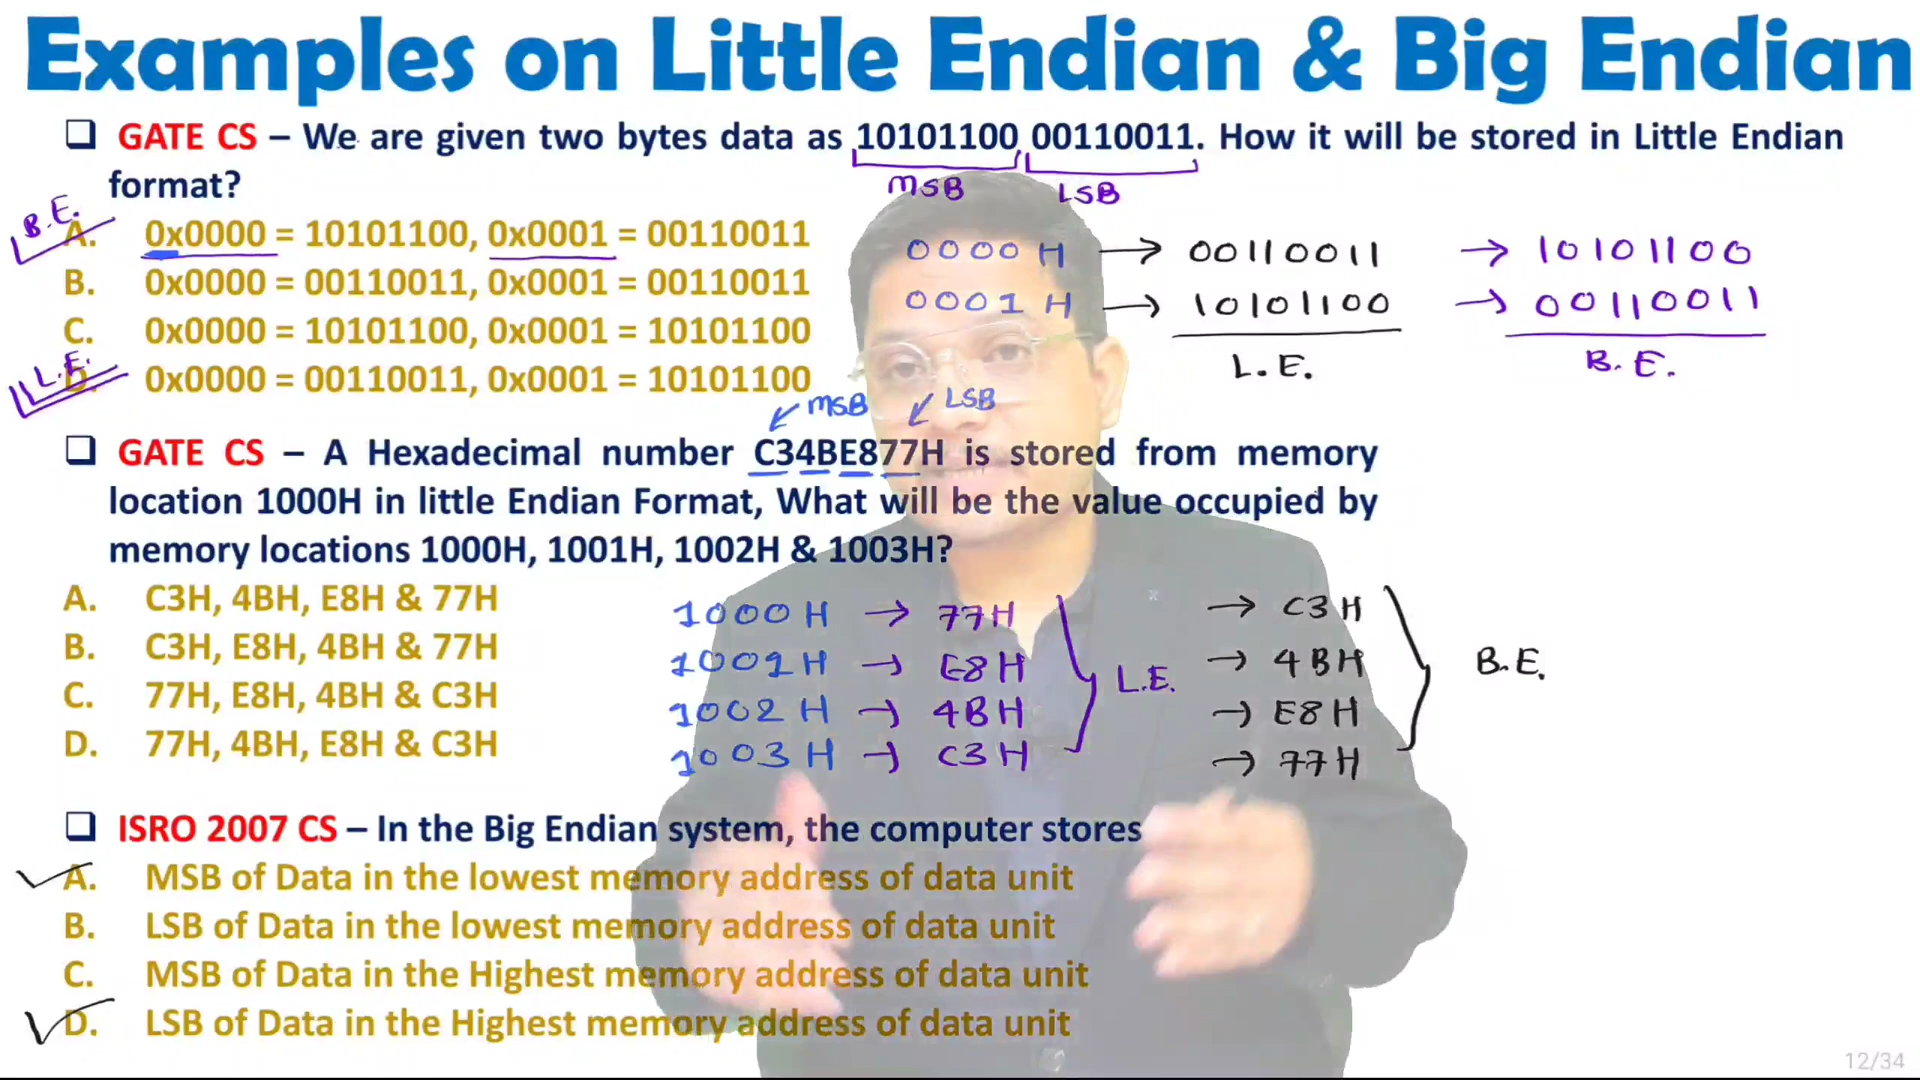 Examples on Little Endian & Big Endian
❑ GATE CS – We are given two bytes data as 10101100 00110011. How it will be stored in Little Endian
format?
MSB LSB
B.E.
A. 0x0000 = 10101100, 0x0001 = 00110011
B. 0x0000 = 00110011, 0x0001 = 00110011
C. 0x0000 = 10101100, 0x0001 = 10101100
L.E.
D. 0x0000 = 00110011, 0x0001 = 10101100
0000 H → 00110011 → 10101100
0001 H → 10101100 → 00110011
L.E. B.E.
MSB LSB
❑ GATE CS – A Hexadecimal number C34BE877H is stored from memory
location 1000H in little Endian Format, What will be the value occupied by
memory locations 1000H, 1001H, 1002H & 1003H?
A. C3H, 4BH, E8H & 77H
B. C3H, E8H, 4BH & 77H
C. 77H, E8H, 4BH & C3H
D. 77H, 4BH, E8H & C3H
1000 H → 77H → C3H
1001 H → E8H → 4BH
L.E. B.E.
1002 H → 4BH → E8H
1003 H → C3H → 77H
❑ ISRO 2007 CS – In the Big Endian system, the computer stores
A. MSB of Data in the lowest memory address of data unit
B. LSB of Data in the lowest memory address of data unit
C. MSB of Data in the Highest memory address of data unit
D. LSB of Data in the Highest memory address of data unit
12/34